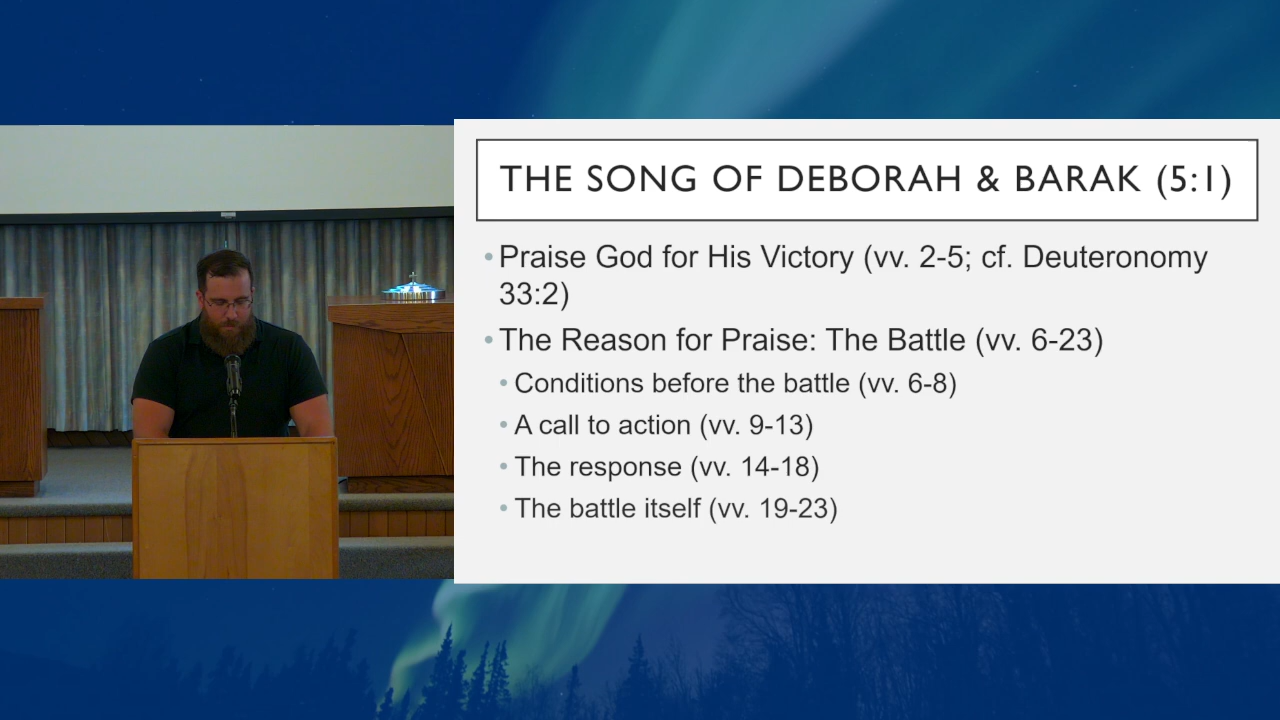 THE SONG OF DEBORAH & BARAK (5:1)
•Praise God for His Victory (vv. 2-5; cf. Deuteronomy
33:2)
•The Reason for Praise: The Battle (vv. 6-23)
•Conditions before the battle (vv. 6-8)
•A call to action (vv. 9-13)
•The response (vv. 14-18)
•The battle itself (vv. 19-23)